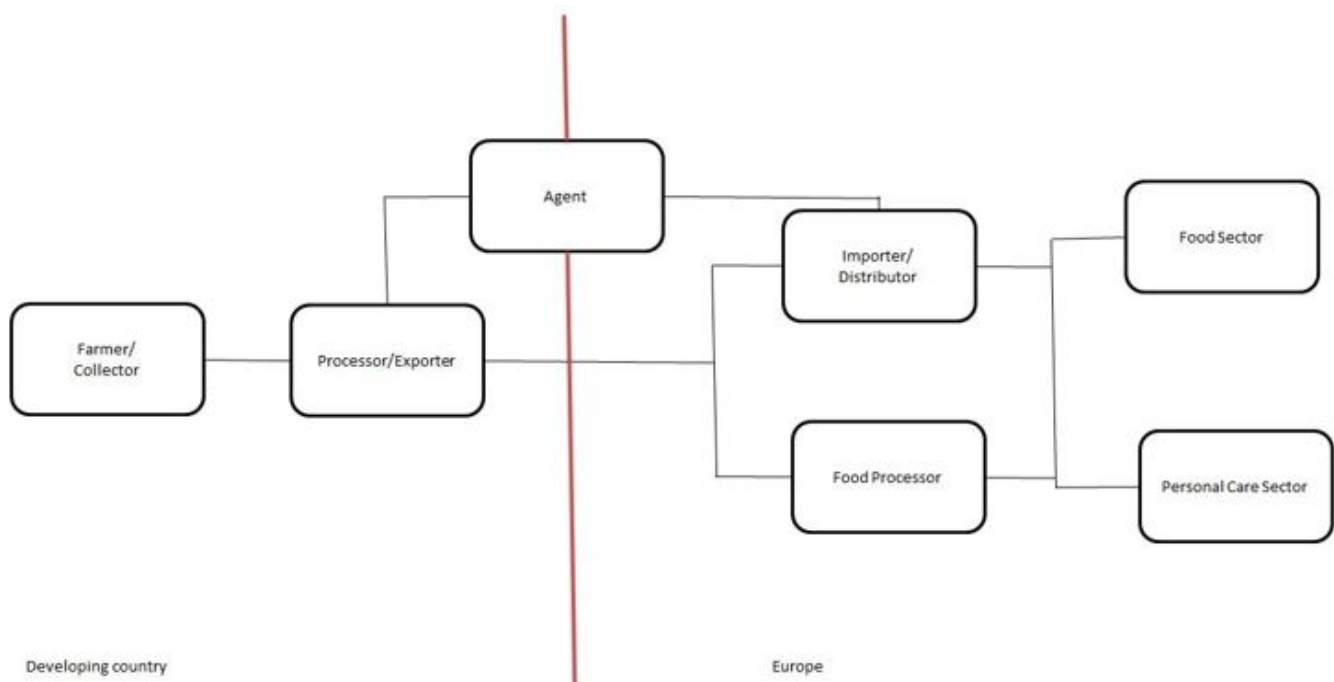 Agent
Food Sector
Importer/
Distributor
Farmer/
Collector
Processor/Exporter
Food Processor
Personal Care Sector
Developing country
Europe